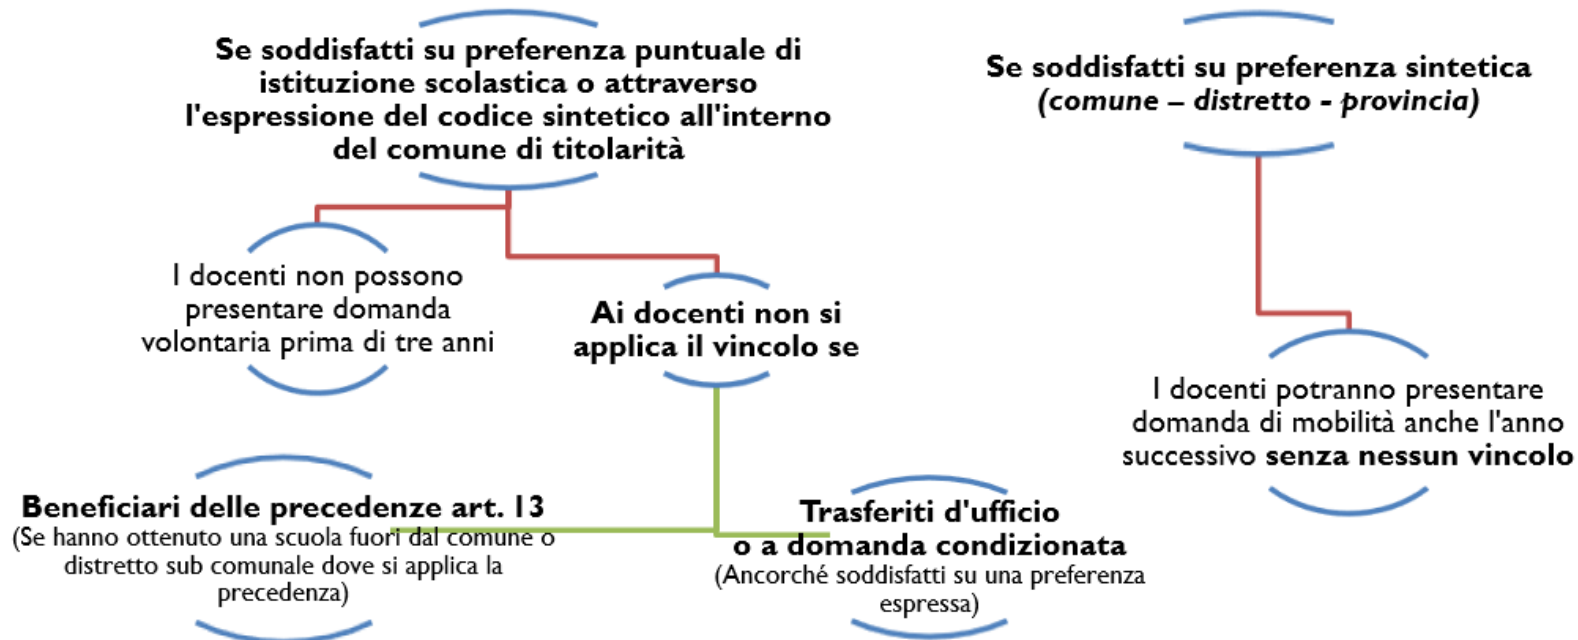 Se soddisfatti su preferenza puntuale di
istituzione scolastica o attraverso
l'espressione del codice sintetico all'interno
del comune di titolarità
Se soddisfatti su preferenza sintetica
(comune – distretto - provincia)
I docenti non possono
presentare domanda
volontaria prima di tre anni
Ai docenti non si
applica il vincolo se
I docenti potranno presentare
domanda di mobilità anche l'anno
successivo senza nessun vincolo
Beneficiari delle precedenze art. 13
(Se hanno ottenuto una scuola fuori dal comune o
distretto sub comunale dove si applica la
precedenza)
Trasferiti d'ufficio
o a domanda condizionata
(Ancorché soddisfatti su una preferenza
espressa)